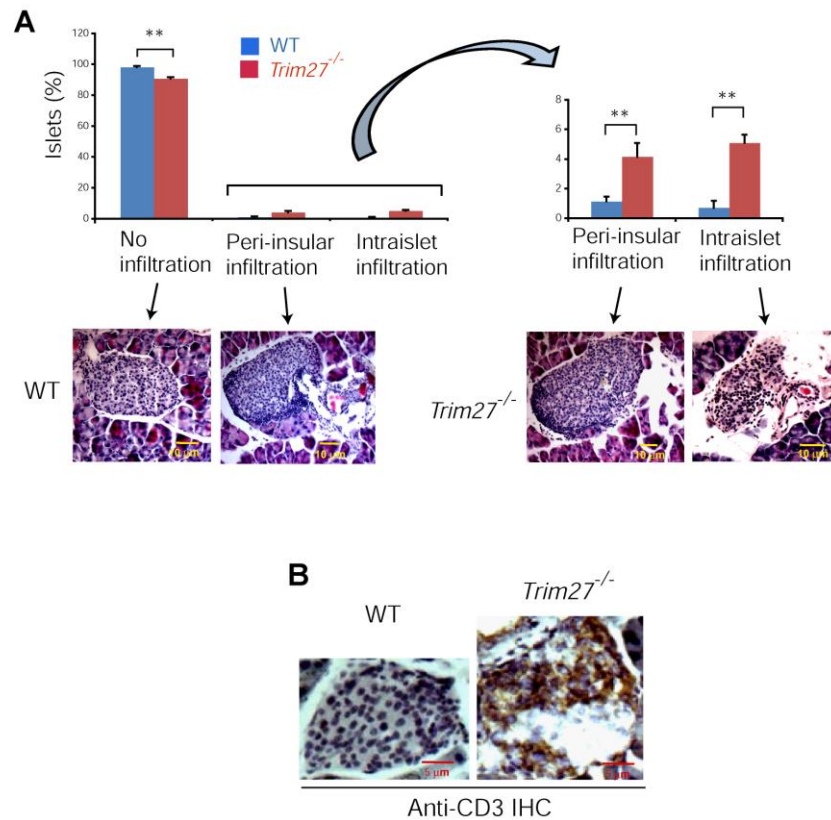 A
120
100
80
60
40
20
0
Islets (%)
**
WT
Trim27-/-
No
infiltration
Peri-insular
infiltration
Intraislet
infiltration
8
6
4
2
0
**
**
Peri-insular
infiltration
Intraislet
infiltration
WT
10 μm
10 μm
Trim27-/-
10 μm
10 μm
B
WT
Trim27-/-
5 μm
5 μm
Anti-CD3 IHC